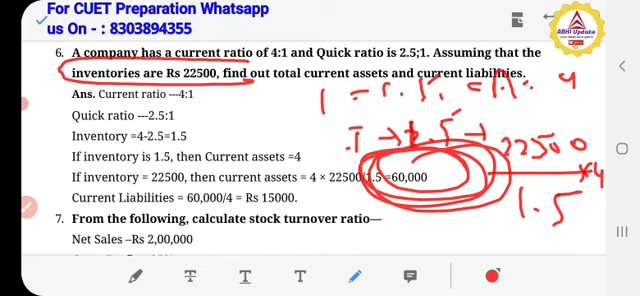 For CUET Preparation Whatsapp
us On - : 8303894355
ABHI Update
6. A company has a current ratio of 4:1 and Quick ratio is 2.5;1. Assuming that the
inventories are Rs 22500, find out total current assets and current liabilities.
Ans. Current ratio ---4:1
Quick ratio ---2.5:1
Inventory =4-2.5=1.5
If inventory is 1.5, then Current assets =4
If inventory = 22500, then current assets = 4 × 22500/1.5 =60,000
Current Liabilities = 60,000/4 = Rs 15000.
22500
×4
1.5
7. From the following, calculate stock turnover ratio—
Net Sales –Rs 2,00,000